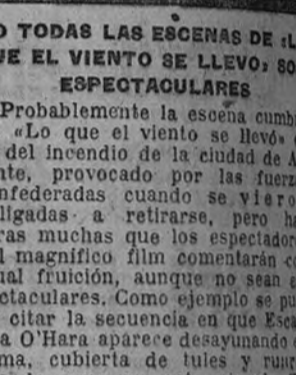 O TODAS LAS ESCENAS DE «L
UE EL VIENTO SE LLEVO» SO
ESPECTACULARES
Probablemente la escena cumb
«Lo que el viento se llevó»
del incendio de la ciudad de A
nte, provocado por las fuerz
nfederadas cuando se viero
ligadas a retirarse, pero ha
ras muchas que los espectador
l magnífico film comentarán co
ual fruición, aunque no sean e
ectaculares. Como ejemplo se pu
citar la secuencia en que Esca
a O'Hara aparece desayunando e
ma, cubierta de tules y